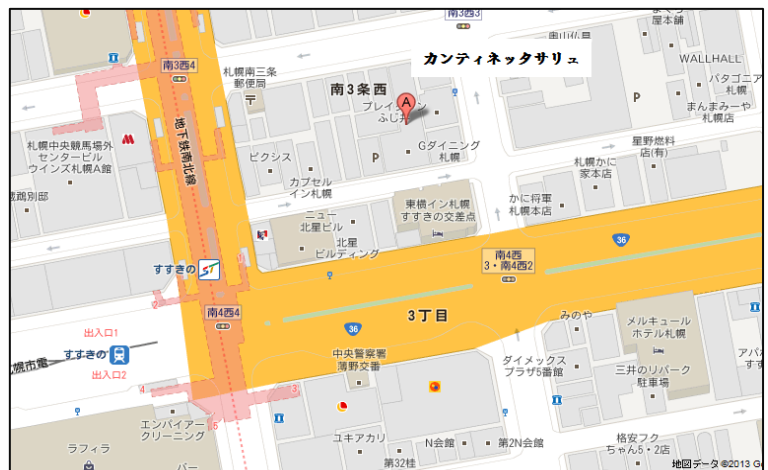 南3西3
南3西4
札幌南三条
郵便局
カンティネッタサリュ
南3条西
WALLHALL
パタゴニア
札幌
まんまみーや
札幌店
P
ふじ井
Gダイニング
札幌
星野燃料
店(有)
札幌中央競馬場外
センタービル
ウインズ札幌A館
地下鉄南北線
ピクシス
P
カプセル
イン札幌
札幌かに
家本店
ニュー
北星ビル
北星
ビルディング
東横イン札幌
すすきの交差点
かに将軍
札幌本店
36
南4西
3・南4西2
すすきの
南4西4
36
3丁目
出入口1
すすきの
出入口2
幌市電
中央警察署
薄野交番
みのや
メルキュール
ホテル札幌
ダイメックス
プラザ5番館
三井のリパーク
駐車場
アパ
4
3
5
エンパイアー
クリーニング
ラフィラ
バー
ユキアカリ
N会館
第2N会館
第32桂
格安フク
ちゃん5・2店
地図データ ©2013 G